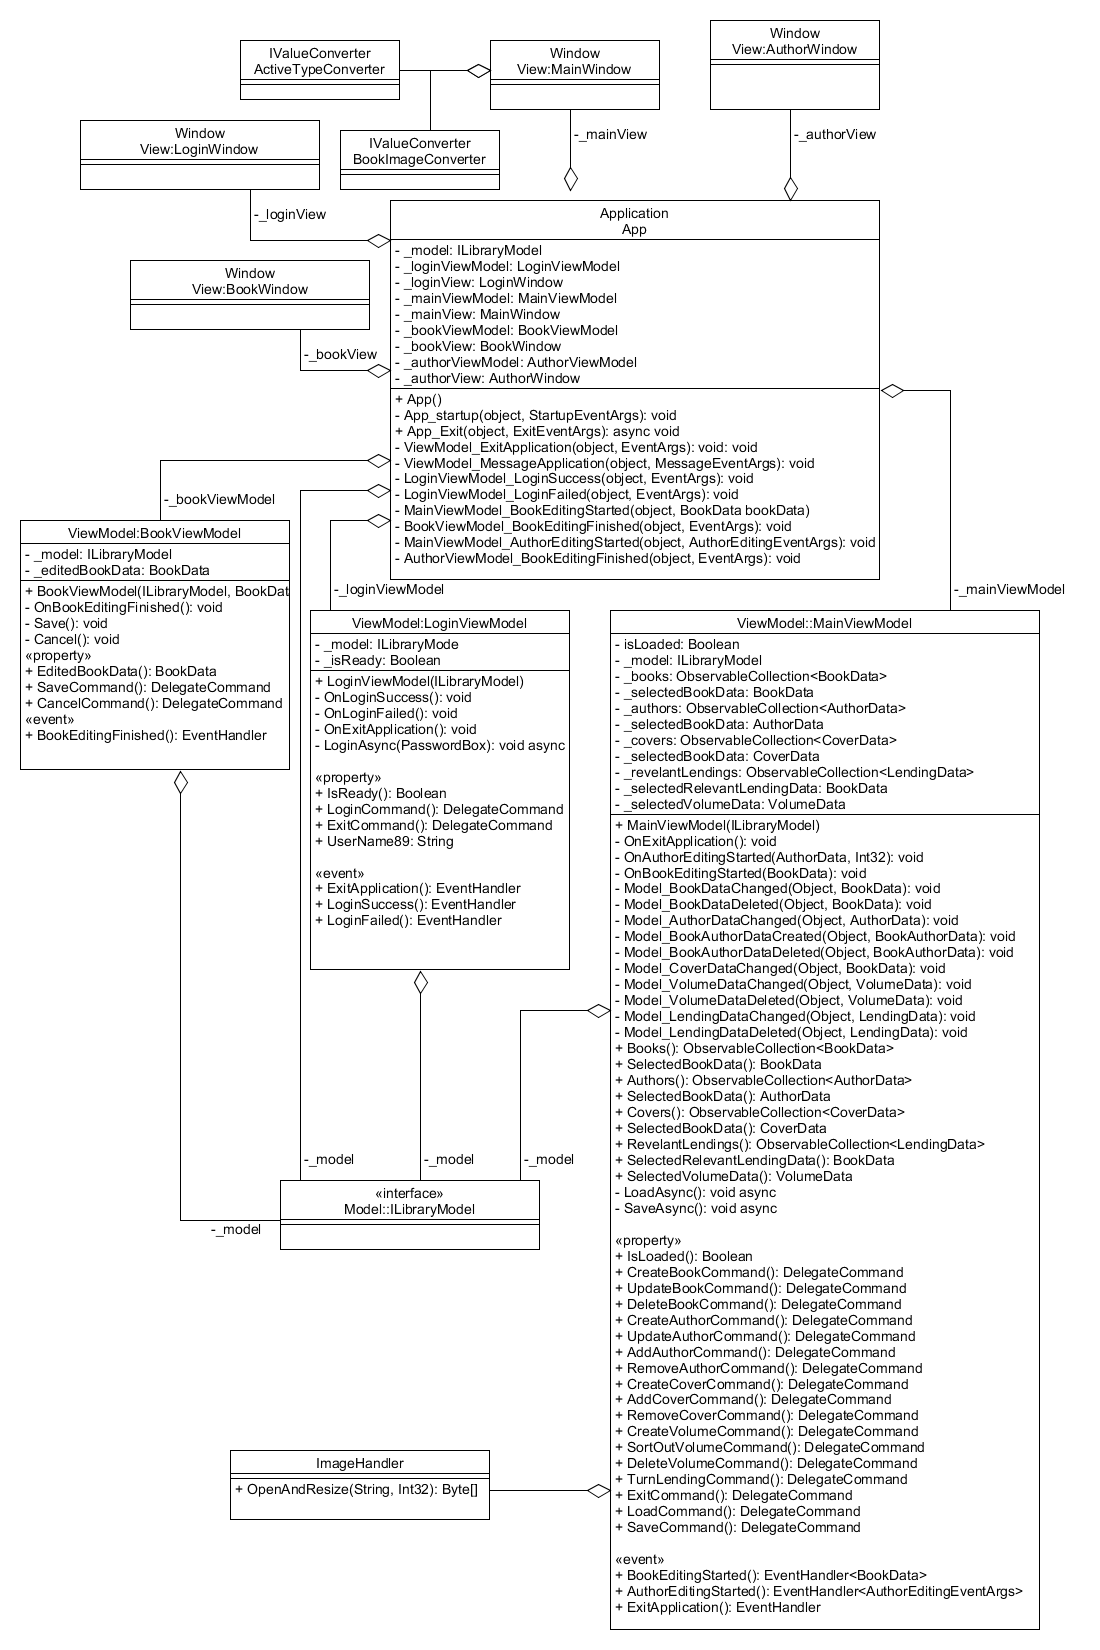 Window
View:AuthorWindow
IValueConverter
ActiveTypeConverter
Window
View:MainWindow
Window
View:LoginWindow
IValueConverter
BookImageConverter
-_mainView
-_authorView
-_loginView
Application
App
- _model: ILibraryModel
- _loginViewModel: LoginViewModel
- _loginView: LoginWindow
- _mainViewModel: MainViewModel
- _mainView: MainWindow
- _bookViewModel: BookViewModel
- _bookView: BookWindow
- _authorViewModel: AuthorViewModel
- _authorView: AuthorWindow
+ App()
- App_startup(object, StartupEventArgs): void
+ App_Exit(object, ExitEventArgs): async void
- ViewModel_ExitApplication(object, EventArgs): void: void
- ViewModel_MessageApplication(object, MessageEventArgs): void
- LoginViewModel_LoginSuccess(object, EventArgs): void
- LoginViewModel_LoginFailed(object, EventArgs): void
- MainViewModel_BookEditingStarted(object, BookData bookData)
- BookViewModel_BookEditingFinished(object, EventArgs): void
- MainViewModel_AuthorEditingStarted(object, AuthorEditingEventArgs): void
- AuthorViewModel_BookEditingFinished(object, EventArgs): void
Window
View:BookWindow
-_bookView
-_bookViewModel
-_loginViewModel
-_mainViewModel
ViewModel:BookViewModel
- _model: ILibraryModel
- _editedBookData: BookData
+ BookViewModel(ILibraryModel, BookDat
- OnBookEditingFinished(): void
- Save(): void
- Cancel(): void
«property»
+ EditedBookData(): BookData
+ SaveCommand(): DelegateCommand
+ CancelCommand(): DelegateCommand
«event»
+ BookEditingFinished(): EventHandler
ViewModel:LoginViewModel
- _model: ILibraryMode
- _isReady: Boolean
+ LoginViewModel(ILibraryModel)
- OnLoginSuccess(): void
- OnLoginFailed(): void
- OnExitApplication(): void
- LoginAsync(PasswordBox): void async
«property»
+ IsReady(): Boolean
+ LoginCommand(): DelegateCommand
+ ExitCommand(): DelegateCommand
+ UserName89: String
«event»
+ ExitApplication(): EventHandler
+ LoginSuccess(): EventHandler
+ LoginFailed(): EventHandler
ViewModel::MainViewModel
- isLoaded: Boolean
- _model: ILibraryModel
- _books: ObservableCollection<BookData>
- _selectedBookData: BookData
- _authors: ObservableCollection<AuthorData>
- _selectedBookData: AuthorData
- _covers: ObservableCollection<CoverData>
- _selectedBookData: CoverData
- _revelantLendings: ObservableCollection<LendingData>
- _selectedRelevantLendingData: BookData
- _selectedVolumeData: VolumeData
+ MainViewModel(ILibraryModel)
- OnExitApplication(): void
- OnAuthorEditingStarted(AuthorData, Int32): void
- OnBookEditingStarted(BookData): void
- Model_BookDataChanged(Object, BookData): void
- Model_BookDataDeleted(Object, BookData): void
- Model_AuthorDataChanged(Object, AuthorData): void
- Model_BookAuthorDataCreated(Object, BookAuthorData): void
- Model_BookAuthorDataDeleted(Object, BookAuthorData): void
- Model_CoverDataChanged(Object, BookData): void
- Model_VolumeDataChanged(Object, VolumeData): void
- Model_VolumeDataDeleted(Object, VolumeData): void
- Model_LendingDataChanged(Object, LendingData): void
- Model_LendingDataDeleted(Object, LendingData): void
+ Books(): ObservableCollection<BookData>
+ SelectedBookData(): BookData
+ Authors(): ObservableCollection<AuthorData>
+ SelectedBookData(): AuthorData
+ Covers(): ObservableCollection<CoverData>
+ SelectedBookData(): CoverData
+ RevelantLendings(): ObservableCollection<LendingData>
+ SelectedRelevantLendingData(): BookData
+ SelectedVolumeData(): VolumeData
- LoadAsync(): void async
- SaveAsync(): void async
«property»
+ IsLoaded(): Boolean
+ CreateBookCommand(): DelegateCommand
+ UpdateBookCommand(): DelegateCommand
+ DeleteBookCommand(): DelegateCommand
+ CreateAuthorCommand(): DelegateCommand
+ UpdateAuthorCommand(): DelegateCommand
+ AddAuthorCommand(): DelegateCommand
+ RemoveAuthorCommand(): DelegateCommand
+ CreateCoverCommand(): DelegateCommand
+ AddCoverCommand(): DelegateCommand
+ RemoveCoverCommand(): DelegateCommand
+ CreateVolumeCommand(): DelegateCommand
+ SortOutVolumeCommand(): DelegateCommand
+ DeleteVolumeCommand(): DelegateCommand
+ TurnLendingCommand(): DelegateCommand
+ ExitCommand(): DelegateCommand
+ LoadCommand(): DelegateCommand
+ SaveCommand(): DelegateCommand
«event»
+ BookEditingStarted(): EventHandler<BookData>
+ AuthorEditingStarted(): EventHandler<AuthorEditingEventArgs>
+ ExitApplication(): EventHandler
-_model
-_model
-_model
«interface»
Model::ILibraryModel
-_model
ImageHandler
+ OpenAndResize(String, Int32): Byte[]